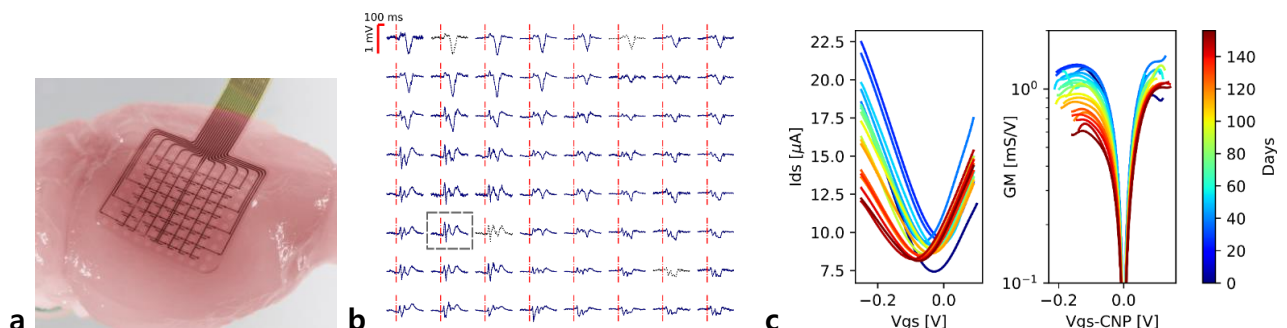 a
b
100 ms
1 mV
c
22.5
20.0
17.5
15.0
12.5
10.0
7.5
Ids [µA]
−0.2
0.0
Vgs [V]
10⁰
10⁻¹
GM [mS/V]
−0.2
0.0
Vgs-CNP [V]
140
120
100
80
60
40
20
0
Days